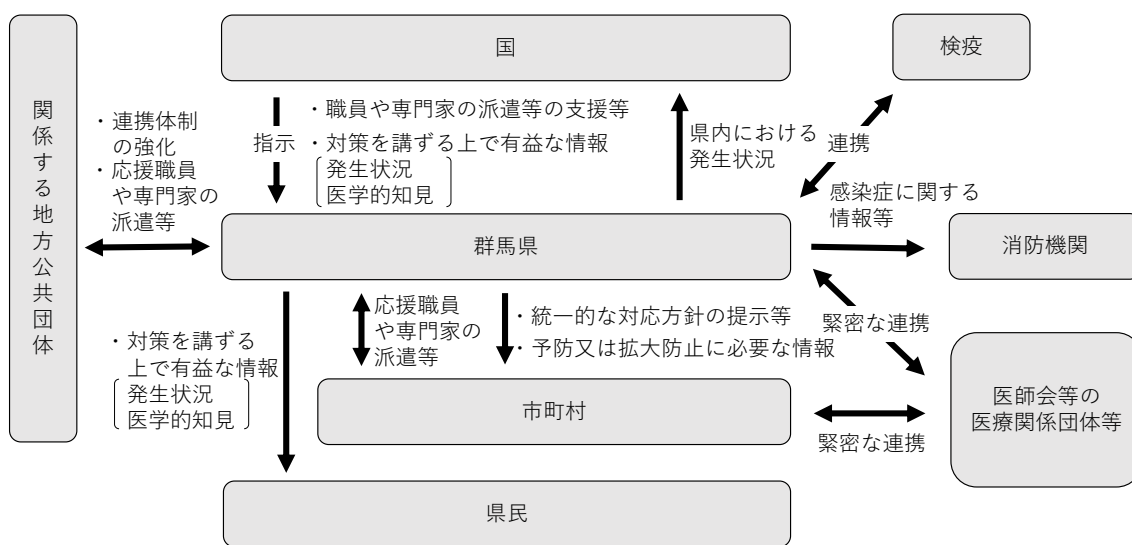 国
検疫
関係する地方公共団体
・連携体制
の強化
・応援職員
や専門家の
派遣等
指示
・職員や専門家の派遣等の支援等
・対策を講ずる上で有益な情報
発生状況
医学的知見
県内における
発生状況
連携
感染症に関する
情報等
群馬県
消防機関
・対策を講ずる
上で有益な情報
発生状況
医学的知見
応援職員
や専門家の
派遣等
・統一的な対応方針の提示等
・予防又は拡大防止に必要な情報
緊密な連携
市町村
緊密な連携
医師会等の
医療関係団体等
県民